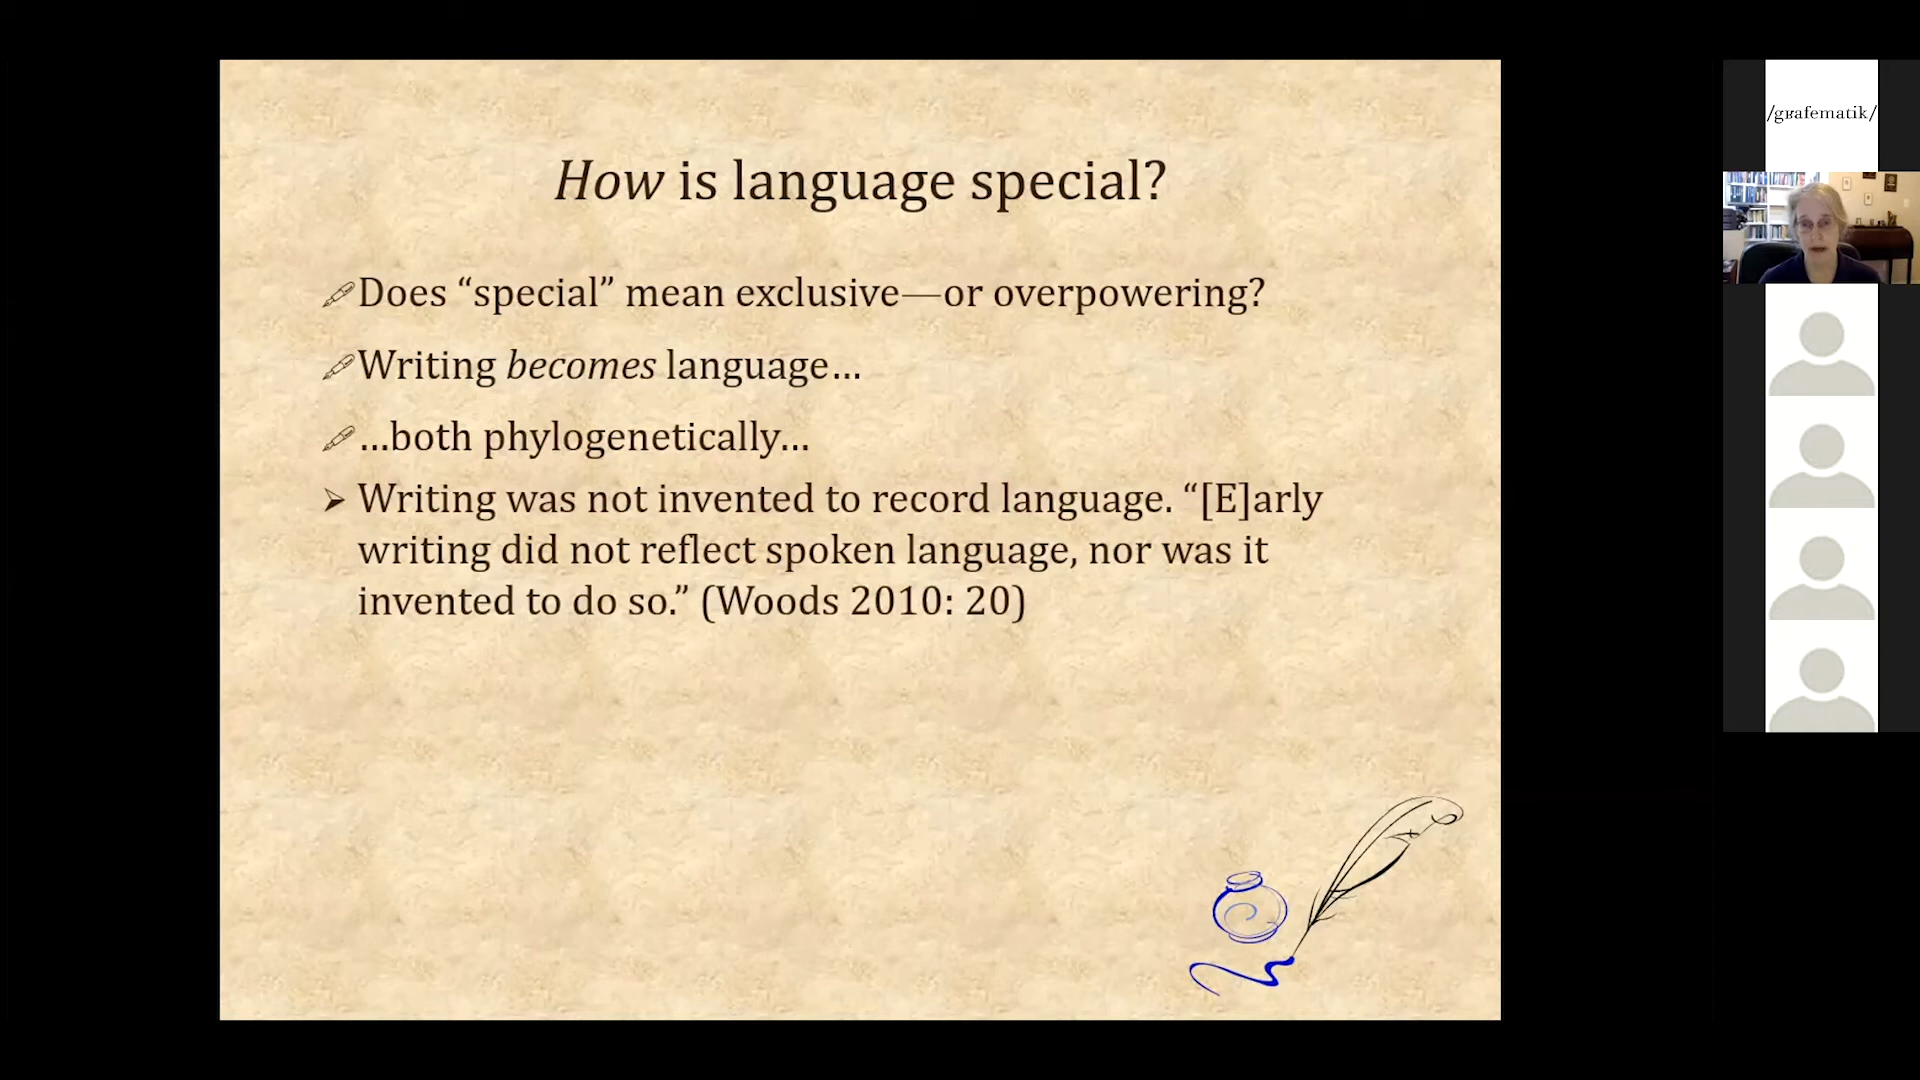 How is language special?
Does “special” mean exclusive—or overpowering?
Writing becomes language…
…both phylogenetically…
Writing was not invented to record language. “[E]arly
writing did not reflect spoken language, nor was it
invented to do so.” (Woods 2010: 20)
/gʁafematik/